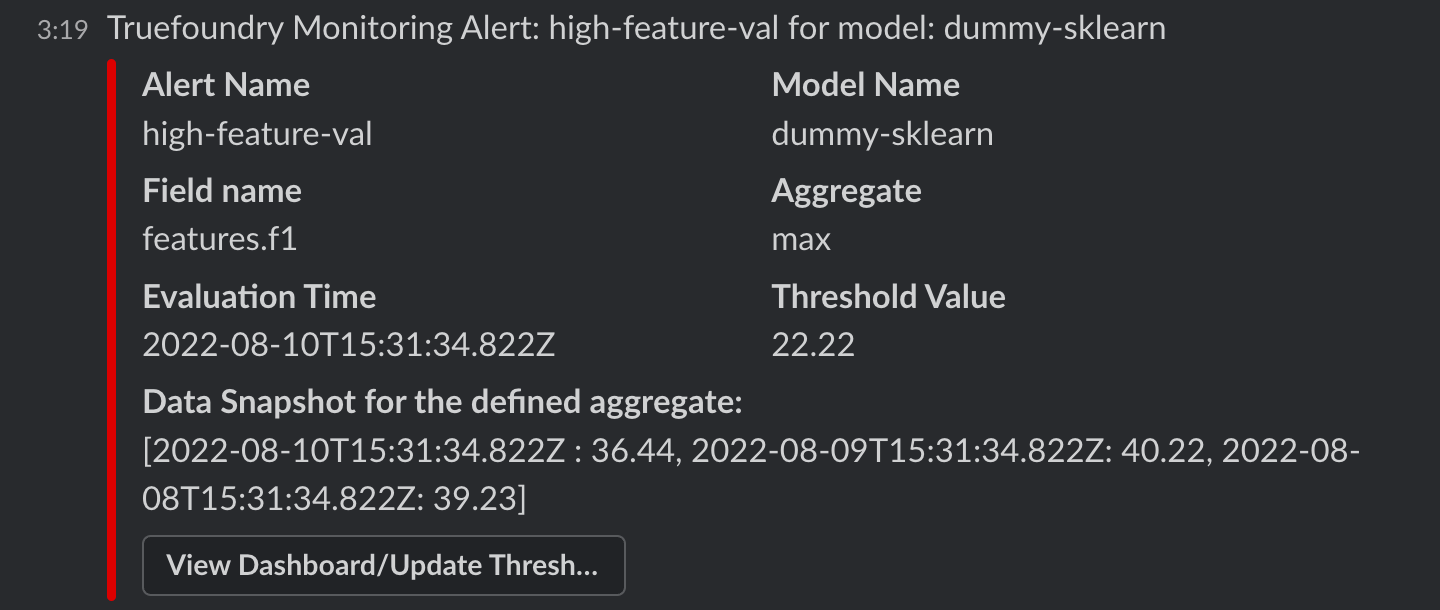 3:19 Truefoundry Monitoring Alert: high-feature-val for model: dummy-sklearn
Alert Name Model Name
high-feature-val dummy-sklearn
Field name Aggregate
features.f1 max
Evaluation Time Threshold Value
2022-08-10T15:31:34.822Z 22.22
Data Snapshot for the defined aggregate:
[2022-08-10T15:31:34.822Z : 36.44, 2022-08-09T15:31:34.822Z: 40.22, 2022-08-
08T15:31:34.822Z: 39.23]
View Dashboard/Update Thresh...